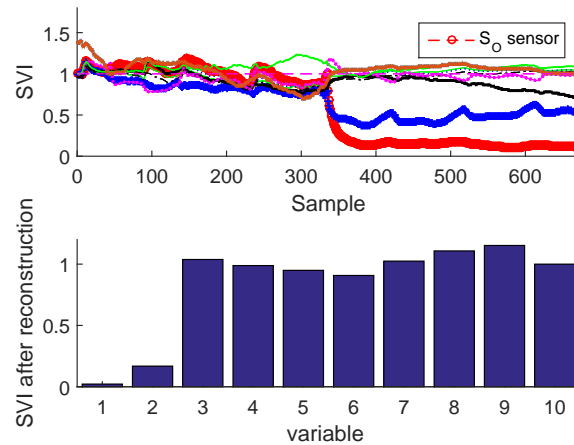 SVI
1.5
1
0.5
0
S_O sensor
0 100 200 300 400 500 600
Sample
SVI after reconstruction
1
0.5
0
1 2 3 4 5 6 7 8 9 10
variable